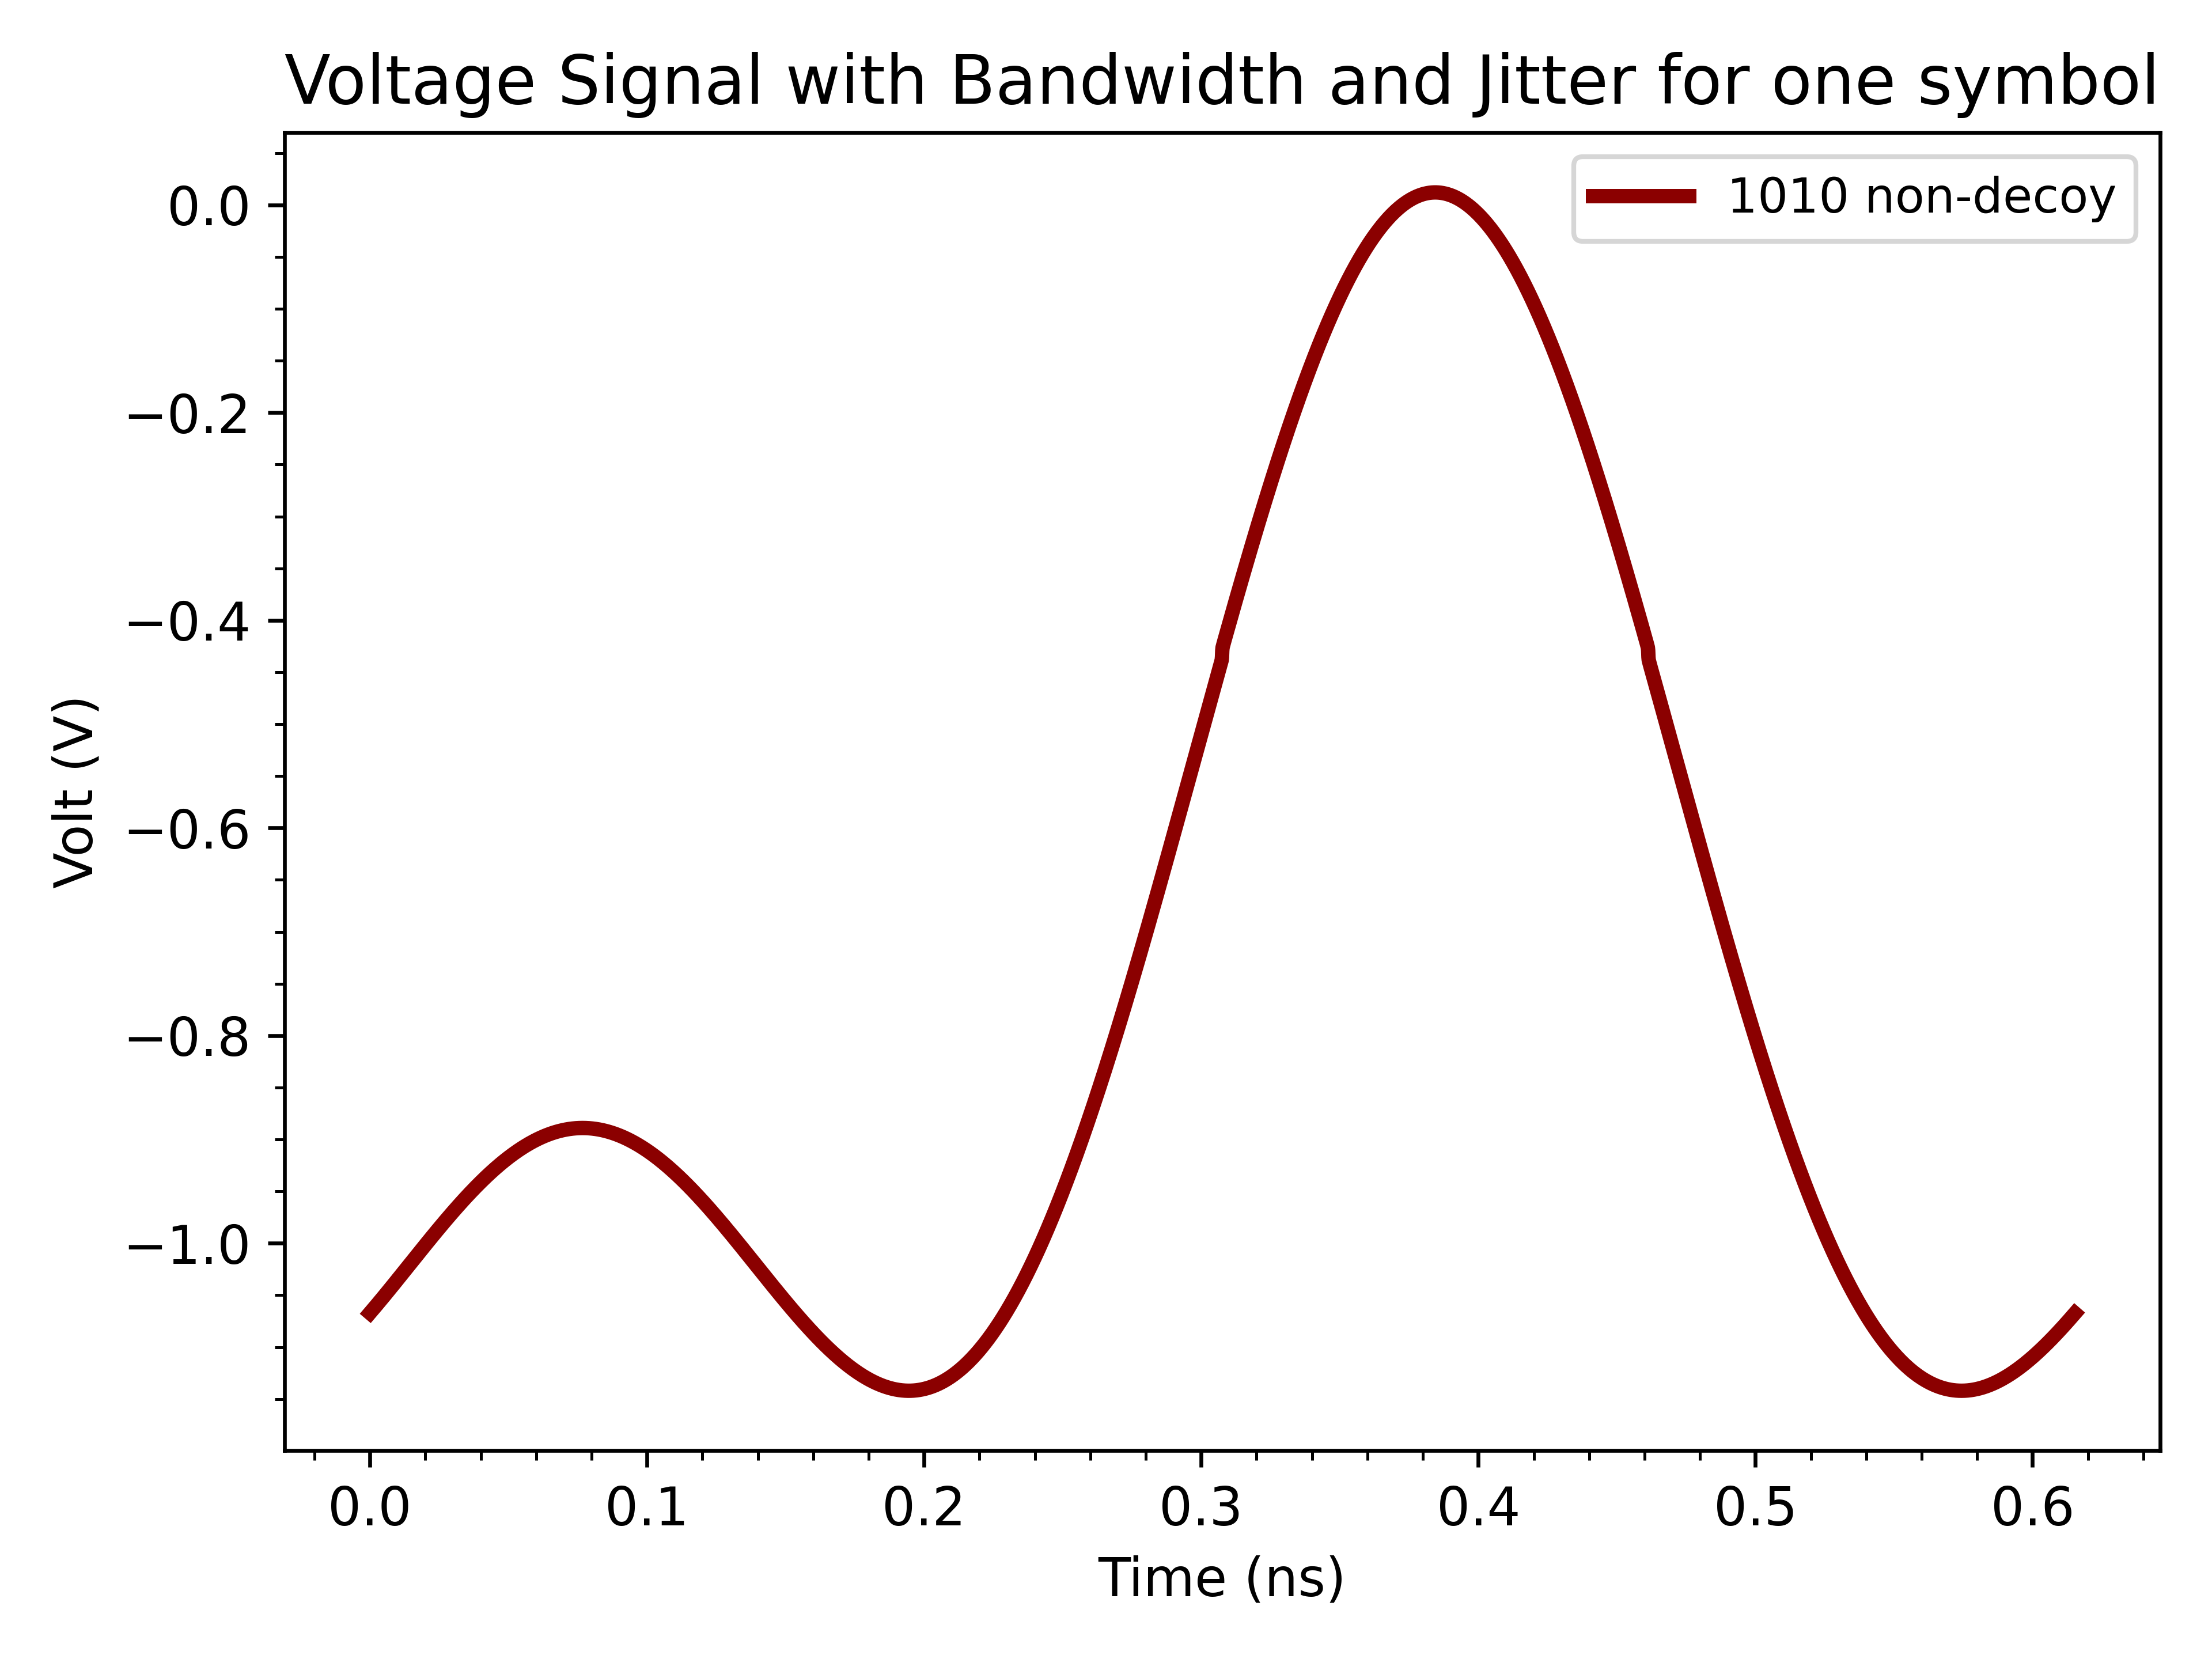 Voltage Signal with Bandwidth and Jitter for one symbol
1010 non-decoy
0.0
−0.2
−0.4
−0.6
−0.8
−1.0
Volt (V)
0.0 0.1 0.2 0.3 0.4 0.5 0.6
Time (ns)